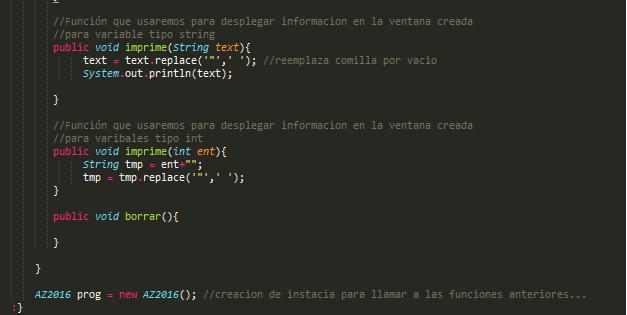 //Función que usaremos para desplegar informacion en la ventana creada
//para variable tipo string
public void imprime(String text){
text = text.replace('"',' '); //reemplaza comilla por vacio
System.out.println(text);
}
//Función que usaremos para desplegar informacion en la ventana creada
//para varibales tipo int
public void imprime(int ent){
String tmp = ent+"";
tmp = tmp.replace('"',' ');
}
public void borrar(){
}
}
AZ2016 prog = new AZ2016(); //creacion de instacia para llamar a las funciones anteriores...
:}